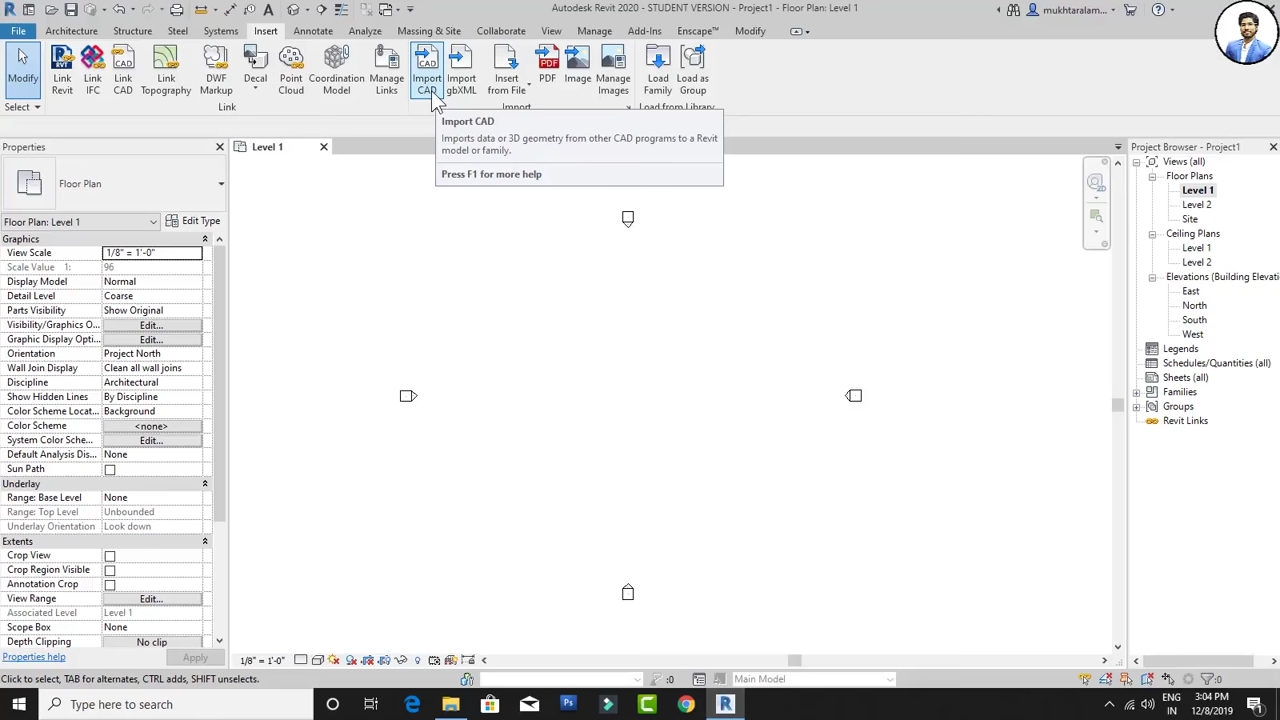 Autodesk Revit 2020 - STUDENT VERSION - Project1 - Floor Plan: Level 1
mukhtaralam...
File Architecture Structure Steel Systems Insert Annotate Analyze Massing & Site Collaborate View Manage Add-Ins Enscape™ Modify
Link Revit
Link IFC
Link CAD
Link Topography
DWF Markup
Decal
Point Cloud
Coordination Model
Manage Links
Import CAD
Import gbXML
Insert from File
PDF
Image
Manage Images
Load Family
Load as Group
Modify
Select
Link
Import
Load from Library
Import CAD
Imports data or 3D geometry from other CAD programs to a Revit
model or family.
Press F1 for more help
Properties
Floor Plan
Floor Plan: Level 1
Edit Type
Graphics
View Scale 1/8" = 1'-0"
Scale Value 1: 96
Display Model Normal
Detail Level Coarse
Parts Visibility Show Original
Visibility/Graphics O... Edit...
Graphic Display Opti... Edit...
Orientation Project North
Wall Join Display Clean all wall joins
Discipline Architectural
Show Hidden Lines By Discipline
Color Scheme Locat... Background
Color Scheme <none>
System Color Sche... Edit...
Default Analysis Dis... None
Sun Path
Underlay
Range: Base Level None
Range: Top Level Unbounded
Underlay Orientation Look down
Extents
Crop View
Crop Region Visible
Annotation Crop
View Range Edit...
Associated Level Level 1
Scope Box None
Depth Clipping No clip
Properties help
Apply
Level 1
Project Browser - Project1
Views (all)
Floor Plans
Level 1
Level 2
Site
Ceiling Plans
Level 1
Level 2
Elevations (Building Elevati
East
North
South
West
Legends
Schedules/Quantities (all)
Sheets (all)
Families
Groups
Revit Links
1/8" = 1'-0"
Click to select, TAB for alternates, CTRL adds, SHIFT unselects.
:0
Main Model
:0
Type here to search
ENG
IN
3:04 PM
12/8/2019